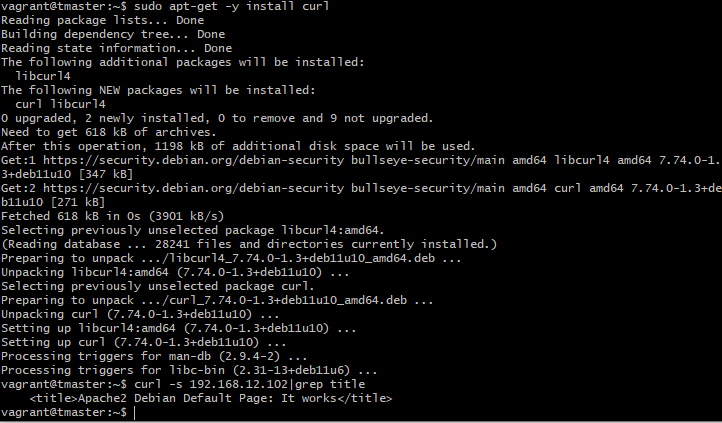 vagrant@tmaster:~$ sudo apt-get -y install curl
Reading package lists... Done
Building dependency tree... Done
Reading state information... Done
The following additional packages will be installed:
  libcurl4
The following NEW packages will be installed:
  curl libcurl4
0 upgraded, 2 newly installed, 0 to remove and 9 not upgraded.
Need to get 618 kB of archives.
After this operation, 1198 kB of additional disk space will be used.
Get:1 https://security.debian.org/debian-security bullseye-security/main amd64 libcurl4 amd64 7.74.0-1.
3+deb11u10 [347 kB]
Get:2 https://security.debian.org/debian-security bullseye-security/main amd64 curl amd64 7.74.0-1.3+de
b11u10 [271 kB]
Fetched 618 kB in 0s (3901 kB/s)
Selecting previously unselected package libcurl4:amd64.
(Reading database ... 28241 files and directories currently installed.)
Preparing to unpack .../libcurl4_7.74.0-1.3+deb11u10_amd64.deb ...
Unpacking libcurl4:amd64 (7.74.0-1.3+deb11u10) ...
Selecting previously unselected package curl.
Preparing to unpack .../curl_7.74.0-1.3+deb11u10_amd64.deb ...
Unpacking curl (7.74.0-1.3+deb11u10) ...
Setting up libcurl4:amd64 (7.74.0-1.3+deb11u10) ...
Setting up curl (7.74.0-1.3+deb11u10) ...
Processing triggers for man-db (2.9.4-2) ...
Processing triggers for libc-bin (2.31-13+deb11u6) ...
vagrant@tmaster:~$ curl -s 192.168.12.102|grep title
    <title>Apache2 Debian Default Page: It works</title>
vagrant@tmaster:~$